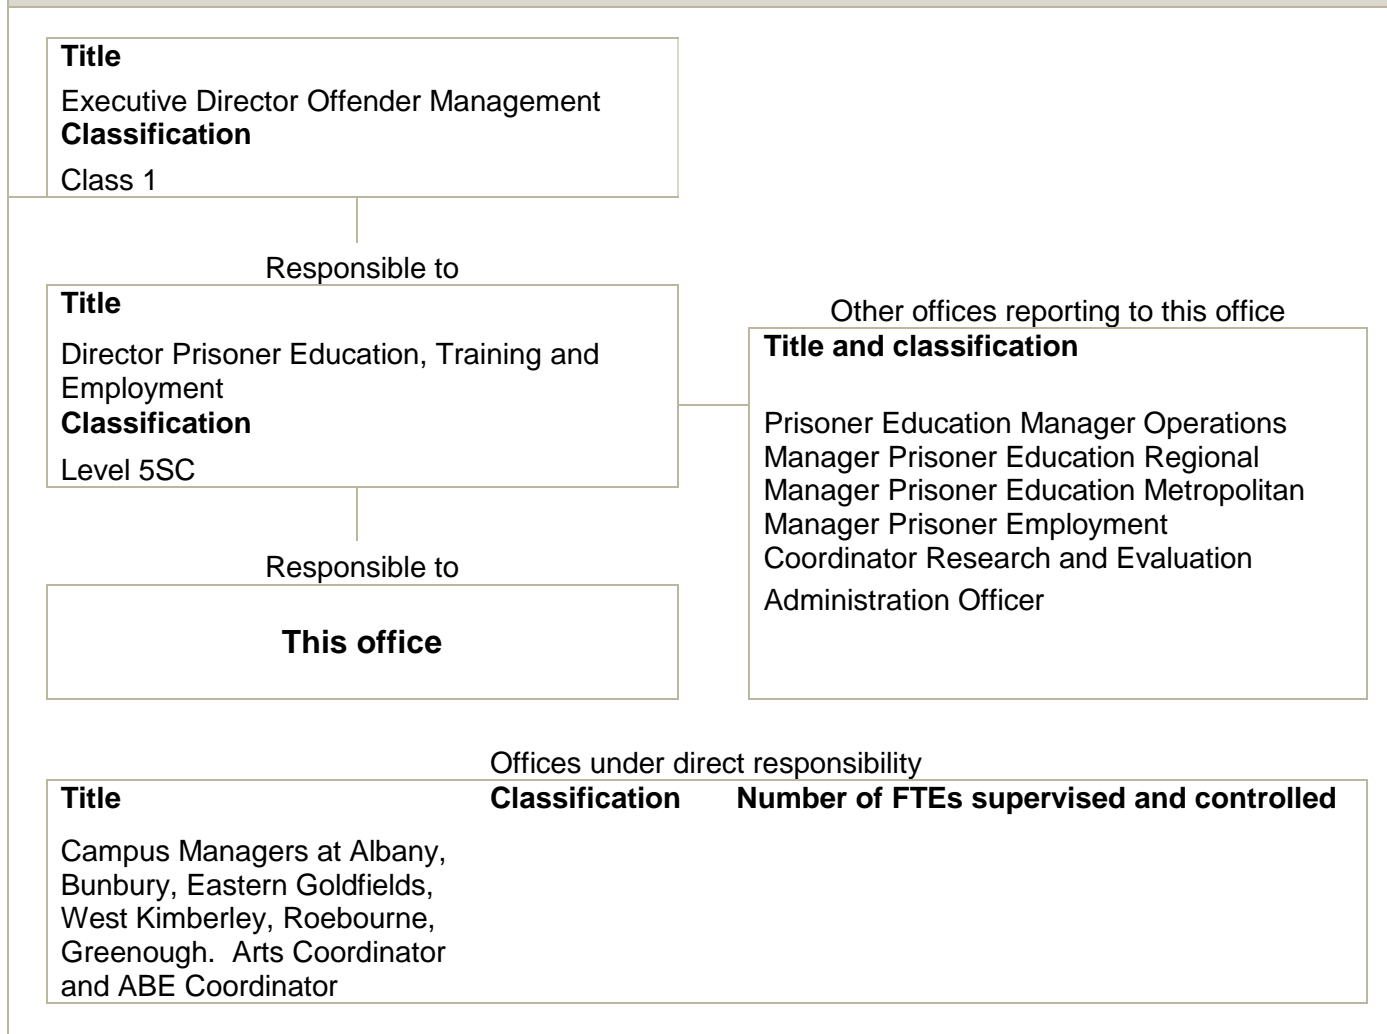 Title
Executive Director Offender Management
Classification
Class 1
Responsible to
Title
Director Prisoner Education, Training and
Employment
Classification
Level 5SC
Other offices reporting to this office
Title and classification
Prisoner Education Manager Operations
Manager Prisoner Education Regional
Manager Prisoner Education Metropolitan
Manager Prisoner Employment
Coordinator Research and Evaluation
Administration Officer
Responsible to
This office
Offices under direct responsibility
Title Classification Number of FTEs supervised and controlled
Campus Managers at Albany,
Bunbury, Eastern Goldfields,
West Kimberley, Roebourne,
Greenough.  Arts Coordinator
and ABE Coordinator